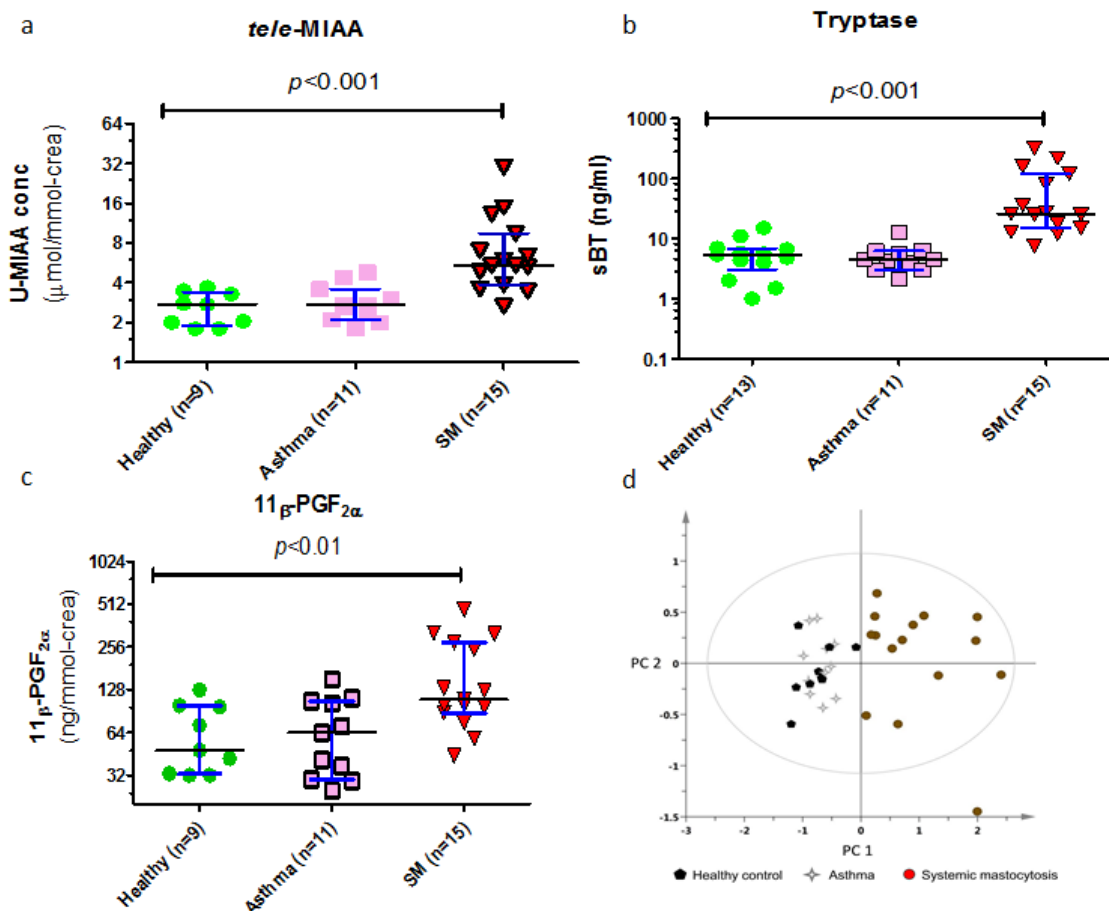 a
tele-MIAA
p<0.001
U-MIAA conc
(μmol/mmol-crea)
64
32
16
8
4
2
1
Healthy (n=9)
Asthma (n=11)
SM (n=15)
b
Tryptase
p<0.001
sBT (ng/ml)
1000
100
10
1
0.1
Healthy (n=13)
Asthma (n=11)
SM (n=15)
c
11β-PGF2α
p<0.01
11β-PGF2α
(ng/mmol-crea)
1024
512
256
128
64
32
Healthy (n=9)
Asthma (n=11)
SM (n=15)
d
1
0.5
0
-0.5
-1
-1.5
PC 2
-3
-2
-1
0
1
2
PC 1
Healthy control
Asthma
Systemic mastocytosis